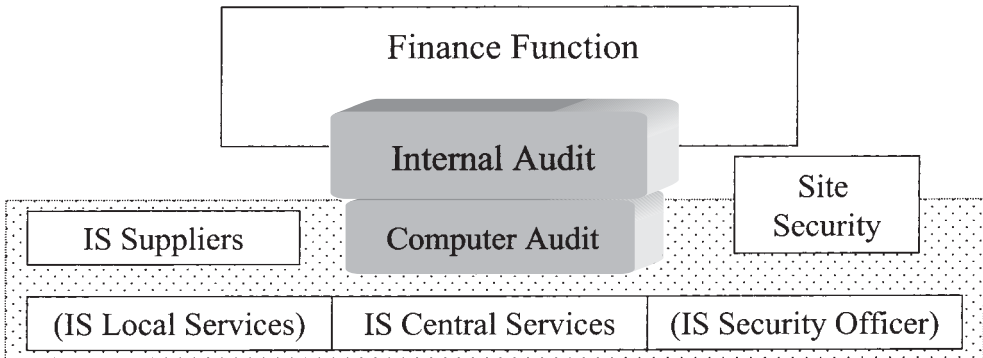 Finance Function
Internal Audit
Site
Security
IS Suppliers
Computer Audit
(IS Local Services)
IS Central Services
(IS Security Officer)